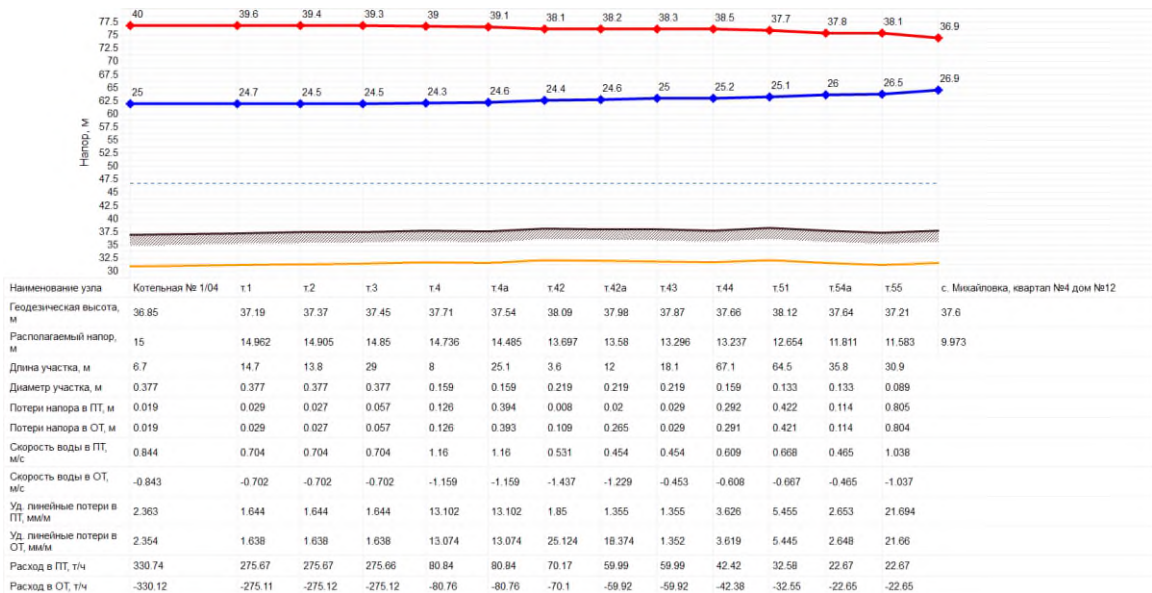 40 39.6 39.4 39.3 39 39.1 38.1 38.2 38.3 38.5 37.7 37.8 38.1 36.9
25 24.7 24.5 24.5 24.3 24.6 24.4 24.6 25 25.2 25.1 26 26.5 26.9
Напор, м
77.5
75
72.5
70
67.5
65
62.5
60
57.5
55
52.5
50
47.5
45
42.5
40
37.5
35
32.5
30
Наименование узла Котельная № 1/04 т.1 т.2 т.3 т.4 т.4а т.42 т.42а т.43 т.44 т.51 т.54а т.55 с. Михайловка, квартал №4 дом №12
Геодезическая высота,
м 36.85 37.19 37.37 37.45 37.71 37.54 38.09 37.98 37.87 37.66 38.12 37.64 37.21 37.6
Располагаемый напор,
м 15 14.962 14.905 14.85 14.736 14.485 13.697 13.58 13.296 13.237 12.654 11.811 11.583 9.973
Длина участка, м 6.7 14.7 13.8 29 8 25.1 3.6 12 18.1 67.1 64.5 35.8 30.9
Диаметр участка, м 0.377 0.377 0.377 0.377 0.159 0.159 0.219 0.219 0.219 0.159 0.133 0.133 0.089
Потери напора в ПТ, м 0.019 0.029 0.027 0.057 0.126 0.394 0.008 0.02 0.029 0.292 0.422 0.114 0.805
Потери напора в ОТ, м 0.019 0.029 0.027 0.057 0.126 0.393 0.109 0.265 0.029 0.291 0.421 0.114 0.804
Скорость воды в ПТ,
м/с 0.844 0.704 0.704 0.704 1.16 1.16 0.531 0.454 0.454 0.609 0.668 0.465 1.038
Скорость воды в ОТ,
м/с -0.843 -0.702 -0.702 -0.702 -1.159 -1.159 -1.437 -1.229 -0.453 -0.608 -0.667 -0.465 -1.037
Уд. линейные потери в
ПТ, мм/м 2.363 1.644 1.644 1.644 13.102 13.102 1.85 1.355 1.355 3.626 5.455 2.653 21.694
Уд. линейные потери в
ОТ, мм/м 2.354 1.638 1.638 1.638 13.074 13.074 25.124 18.374 1.352 3.619 5.445 2.648 21.66
Расход в ПТ, т/ч 330.74 275.67 275.67 275.66 80.84 80.84 70.17 59.99 59.99 42.42 32.58 22.67 22.67
Расход в ОТ, т/ч -330.12 -275.11 -275.12 -275.12 -80.76 -80.76 -70.1 -59.92 -59.92 -42.38 -32.55 -22.65 -22.65